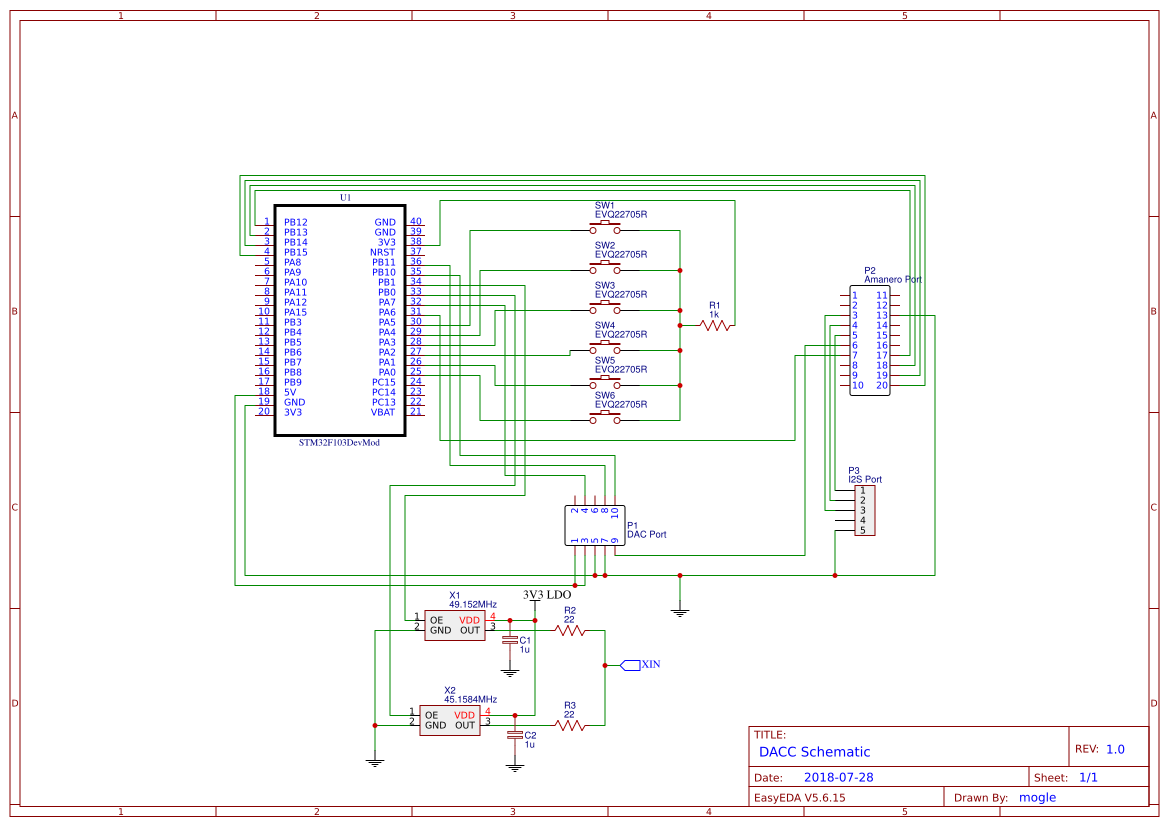 1 2 3 4 5
A A
B B
C C
D D
U1
1 PB12 GND 40
2 PB13 GND 39
3 PB14 3V3 38
4 PB15 NRST 37
5 PA8 PB11 36
6 PA9 PB10 35
7 PA10 PB1 34
8 PA11 PB0 33
9 PA12 PA7 32
10 PA15 PA6 31
11 PB3 PA5 30
12 PB4 PA4 29
13 PB5 PA3 28
14 PB6 PA2 27
15 PB7 PA1 26
16 PB8 PA0 25
17 PB9 PC15 24
18 5V PC14 23
19 GND PC13 22
20 3V3 VBAT 21
STM32F103DevMod
SW1
EVQ22705R
SW2
EVQ22705R
SW3
EVQ22705R
SW4
EVQ22705R
SW5
EVQ22705R
SW6
EVQ22705R
R1
1k
P2
Amanero Port
1 11
2 12
3 13
4 14
5 15
6 16
7 17
8 18
9 19
10 20
P3
I2S Port
1
2
3
4
5
2 4 6 8 10
P1
DAC Port
1 3 5 7 9
3V3 LDO
X1
49.152MHz
1 OE VDD 4
2 GND OUT 3
C1
1u
R2
22
XIN
X2
45.1584MHz
1 OE VDD 4
2 GND OUT 3
C2
1u
R3
22
TITLE:
DACC Schematic
REV: 1.0
Date: 2018-07-28
Sheet: 1/1
EasyEDA V5.6.15
Drawn By: mogle
1 2 3 4 5